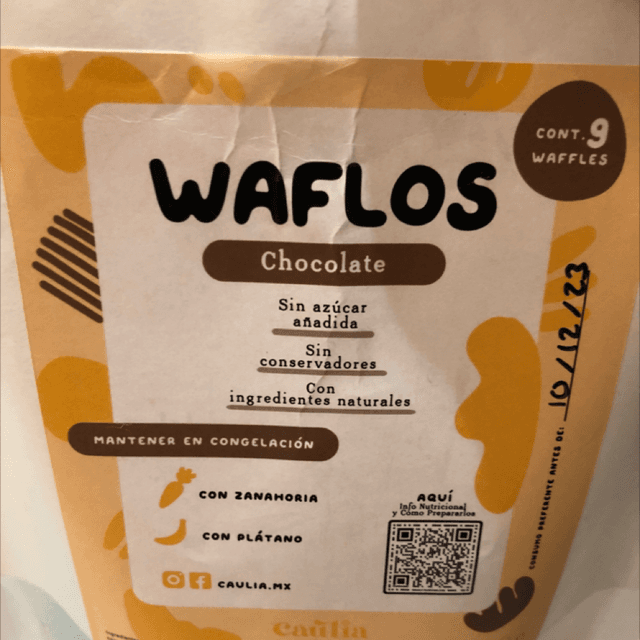 CONT. 9
WAFFLES
WAFLOS
Chocolate
Sin azúcar
añadida
Sin
conservadores
Con
ingredientes naturales
MANTENER EN CONGELACIÓN
CON ZANAHORIA
CON PLÁTANO
CAULIA.MX
AQUÍ
Info Nutricional
y Cómo Prepararlos
CONSUMO PREFERENTE ANTES DE: 10/12/23
caulia